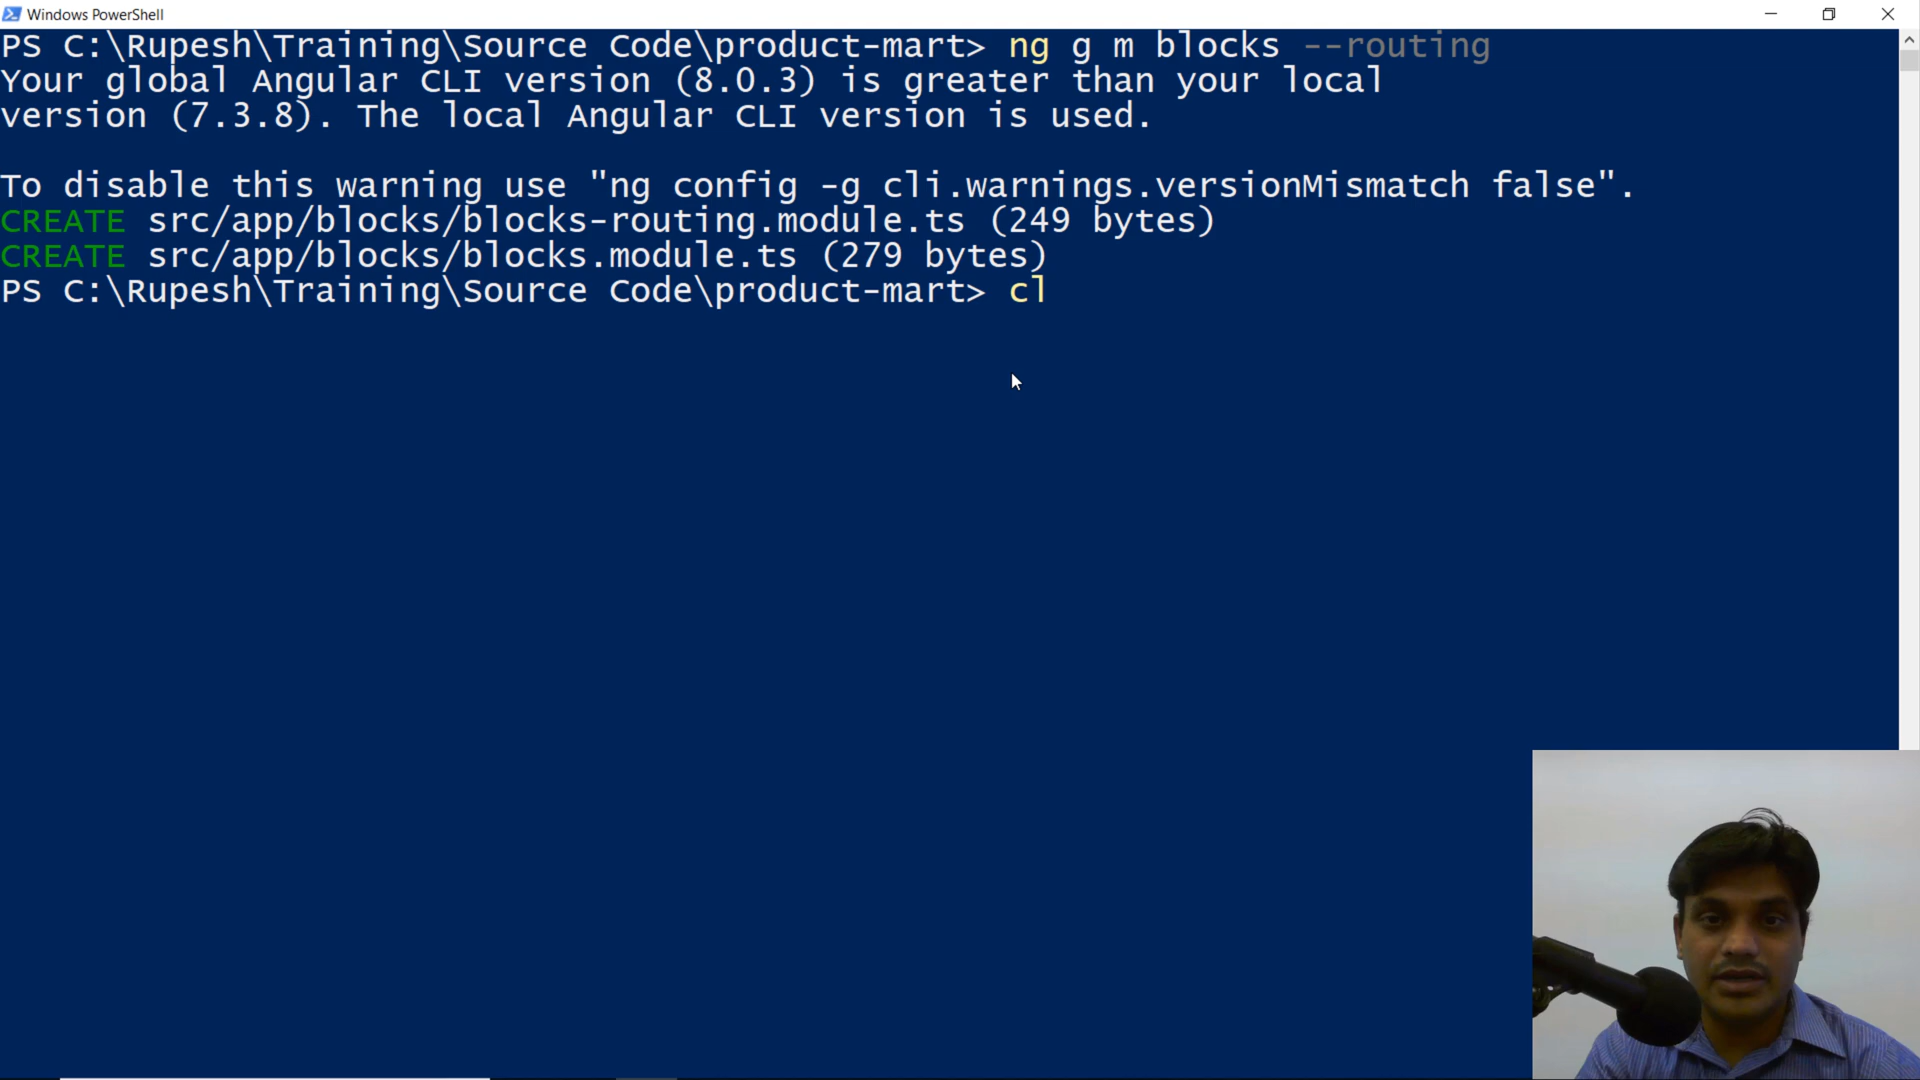 Windows PowerShell
PS C:\Rupesh\Training\Source Code\product-mart> ng g m blocks --routing
Your global Angular CLI version (8.0.3) is greater than your local
version (7.3.8). The local Angular CLI version is used.
To disable this warning use "ng config -g cli.warnings.versionMismatch false".
CREATE src/app/blocks/blocks-routing.module.ts (249 bytes)
CREATE src/app/blocks/blocks.module.ts (279 bytes)
PS C:\Rupesh\Training\Source Code\product-mart> cl